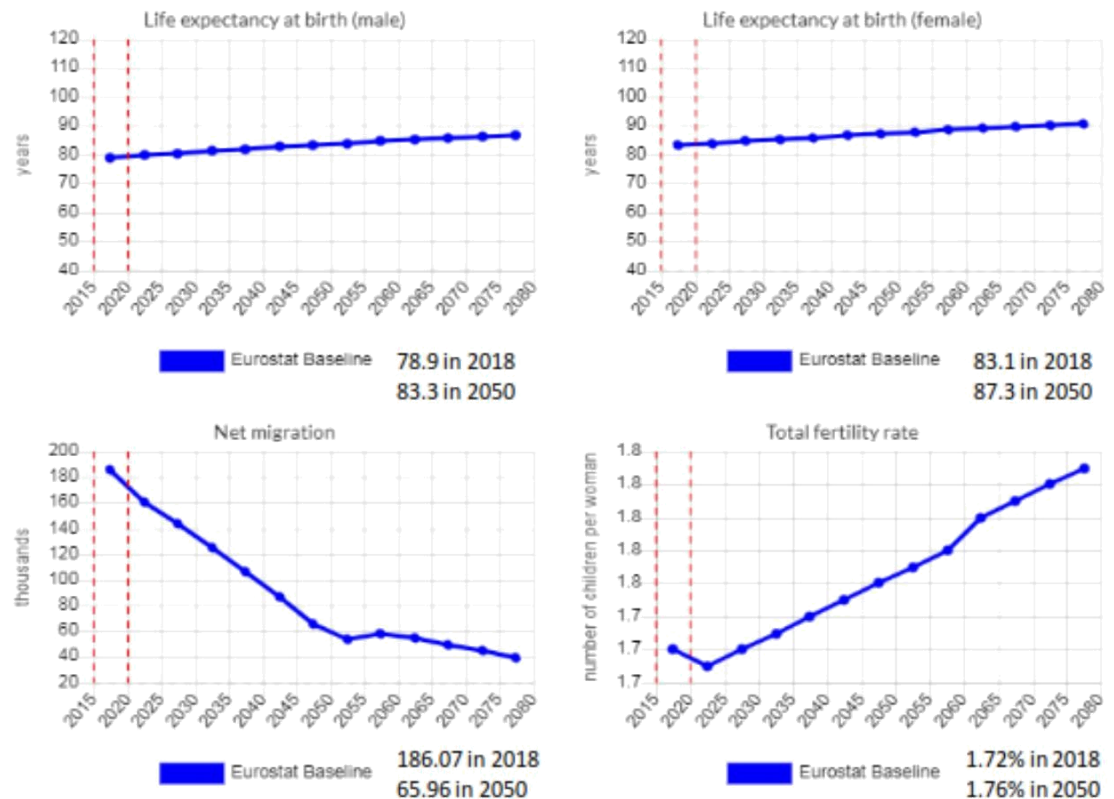 Life expectancy at birth (male)
120
110
100
90
80
70
60
50
40
years
2015 2020 2025 2030 2035 2040 2045 2050 2055 2060 2065 2070 2075 2080
Eurostat Baseline
78.9 in 2018
83.3 in 2050
Life expectancy at birth (female)
120
110
100
90
80
70
60
50
40
years
2015 2020 2025 2030 2035 2040 2045 2050 2055 2060 2065 2070 2075 2080
Eurostat Baseline
83.1 in 2018
87.3 in 2050
Net migration
200
180
160
140
120
100
80
60
40
20
thousands
2015 2020 2025 2030 2035 2040 2045 2050 2055 2060 2065 2070 2075 2080
Eurostat Baseline
186.07 in 2018
65.96 in 2050
Total fertility rate
1.8
1.8
1.8
1.8
1.8
1.7
1.7
1.7
number of children per woman
2015 2020 2025 2030 2035 2040 2045 2050 2055 2060 2065 2070 2075 2080
Eurostat Baseline
1.72% in 2018
1.76% in 2050